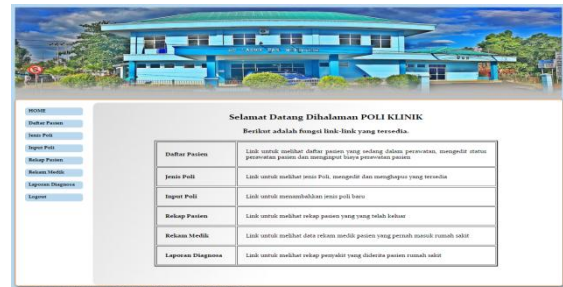 HOME
Daftar Pasien
Jenis Poli
Input Poli
Rekap Pasien
Rekam Medik
Laporan Diagnosa
Logout
Selamat Datang Dihalaman POLI KLINIK
Berikut adalah fungsi link-link yang tersedia.
Daftar Pasien
Link untuk melihat daftar pasien yang sedang dalam perawatan, mengedit status
perawatan pasien dan menginput biaya perawatan pasien
Jenis Poli
Link untuk melihat jenis Poli, mengedit dan menghapus yang tersedia
Input Poli
Link untuk menambahkan jenis poli baru
Rekap Pasien
Link untuk melihat rekap pasien yang yang telah keluar
Rekam Medik
Link untuk melihat data rekam medik pasien yang pernah masuk rumah sakit
Laporan Diagnosa
Link untuk melihat rekap penyakit yang diderita pasien rumah sakit